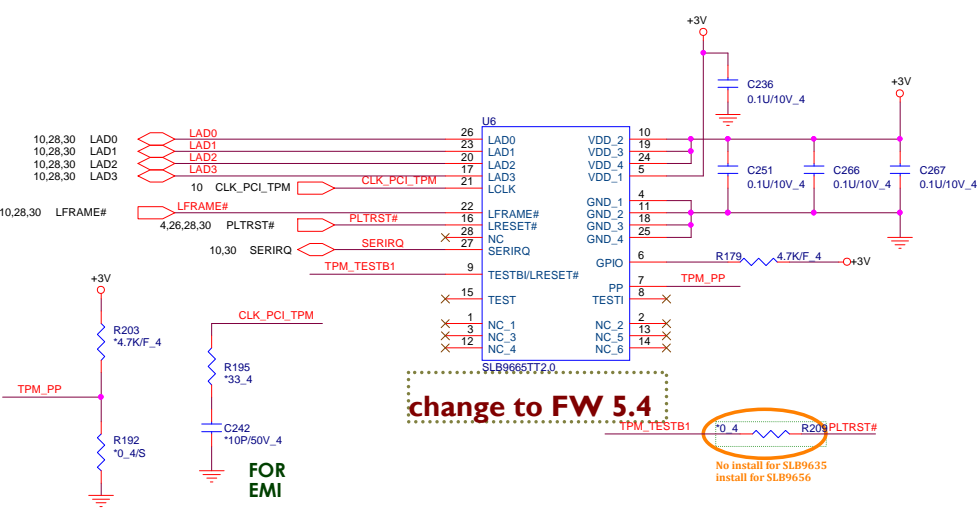 +3V
C236
0.1U/10V_4
+3V
U6
10,28,30 LAD0 LAD0 26 LAD0 VDD_2 10
10,28,30 LAD1 LAD1 23 LAD1 VDD_3 19
10,28,30 LAD2 LAD2 20 LAD2 VDD_4 24
10,28,30 LAD3 LAD3 17 LAD3 VDD_1 5
10 CLK_PCI_TPM CLK_PCI_TPM 21 LCLK
C251
0.1U/10V_4
C266
0.1U/10V_4
C267
0.1U/10V_4
GND_1 4
10,28,30 LFRAME# LFRAME# 22 LFRAME# GND_2 11
4,26,28,30 PLTRST# PLTRST# 16 LRESET# GND_3 18
28 NC GND_4 25
10,30 SERIRQ SERIRQ 27 SERIRQ
GPIO 6 R179 4.7K/F_4 +3V
TPM_TESTB1 9 TESTBI/LRESET#
PP 7 TPM_PP
15 TEST TESTI 8
1 NC_1 NC_2 2
3 NC_3 NC_5 13
12 NC_4 NC_6 14
SLB9665TT2.0
+3V
R203
*4.7K/F_4
TPM_PP
R192
*0_4/S
CLK_PCI_TPM
R195
*33_4
C242
*10P/50V_4
FOR
EMI
change to FW 5.4
TPM_TESTB1 *0_4 R209 PLTRST#
No install for SLB9635
install for SLB9656